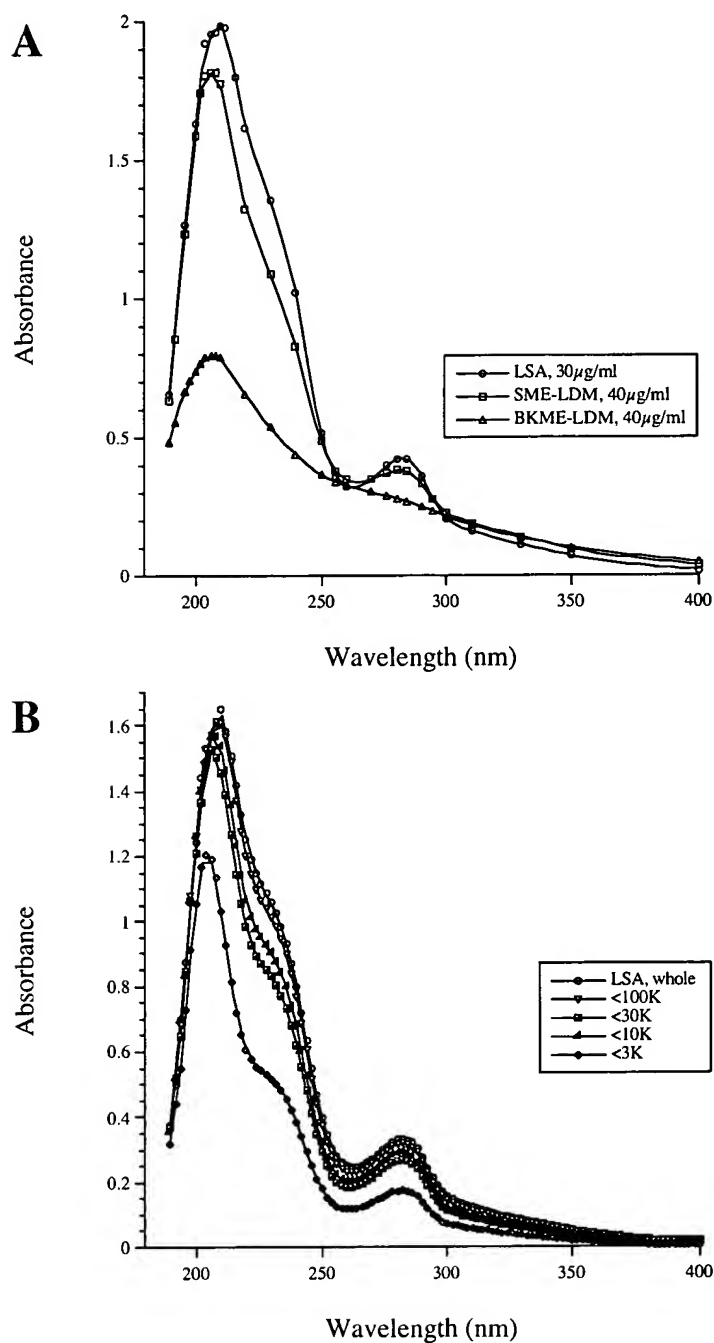 A
2
1.5
1
0.5
0
Absorbance
LSA, 30µg/ml
SME-LDM, 40µg/ml
BKME-LDM, 40µg/ml
200
250
300
350
400
Wavelength (nm)
B
1.6
1.4
1.2
1
0.8
0.6
0.4
0.2
0
Absorbance
LSA, whole
<100K
<30K
<10K
<3K
200
250
300
350
400
Wavelength (nm)